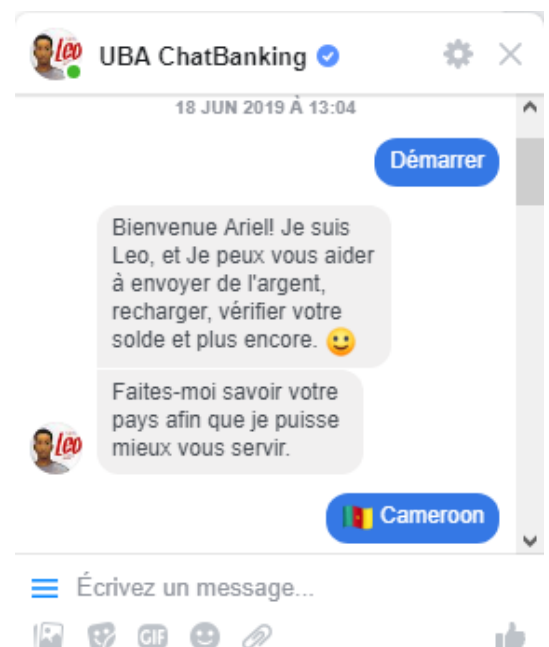 Leo UBA ChatBanking
18 JUN 2019 À 13:04
Démarrer
Bienvenue Ariel! Je suis
Leo, et Je peux vous aider
à envoyer de l'argent,
recharger, vérifier votre
solde et plus encore. 🙂
Faites-moi savoir votre
pays afin que je puisse
mieux vous servir.
Leo
🇨🇲 Cameroon
Écrivez un message...
GIF